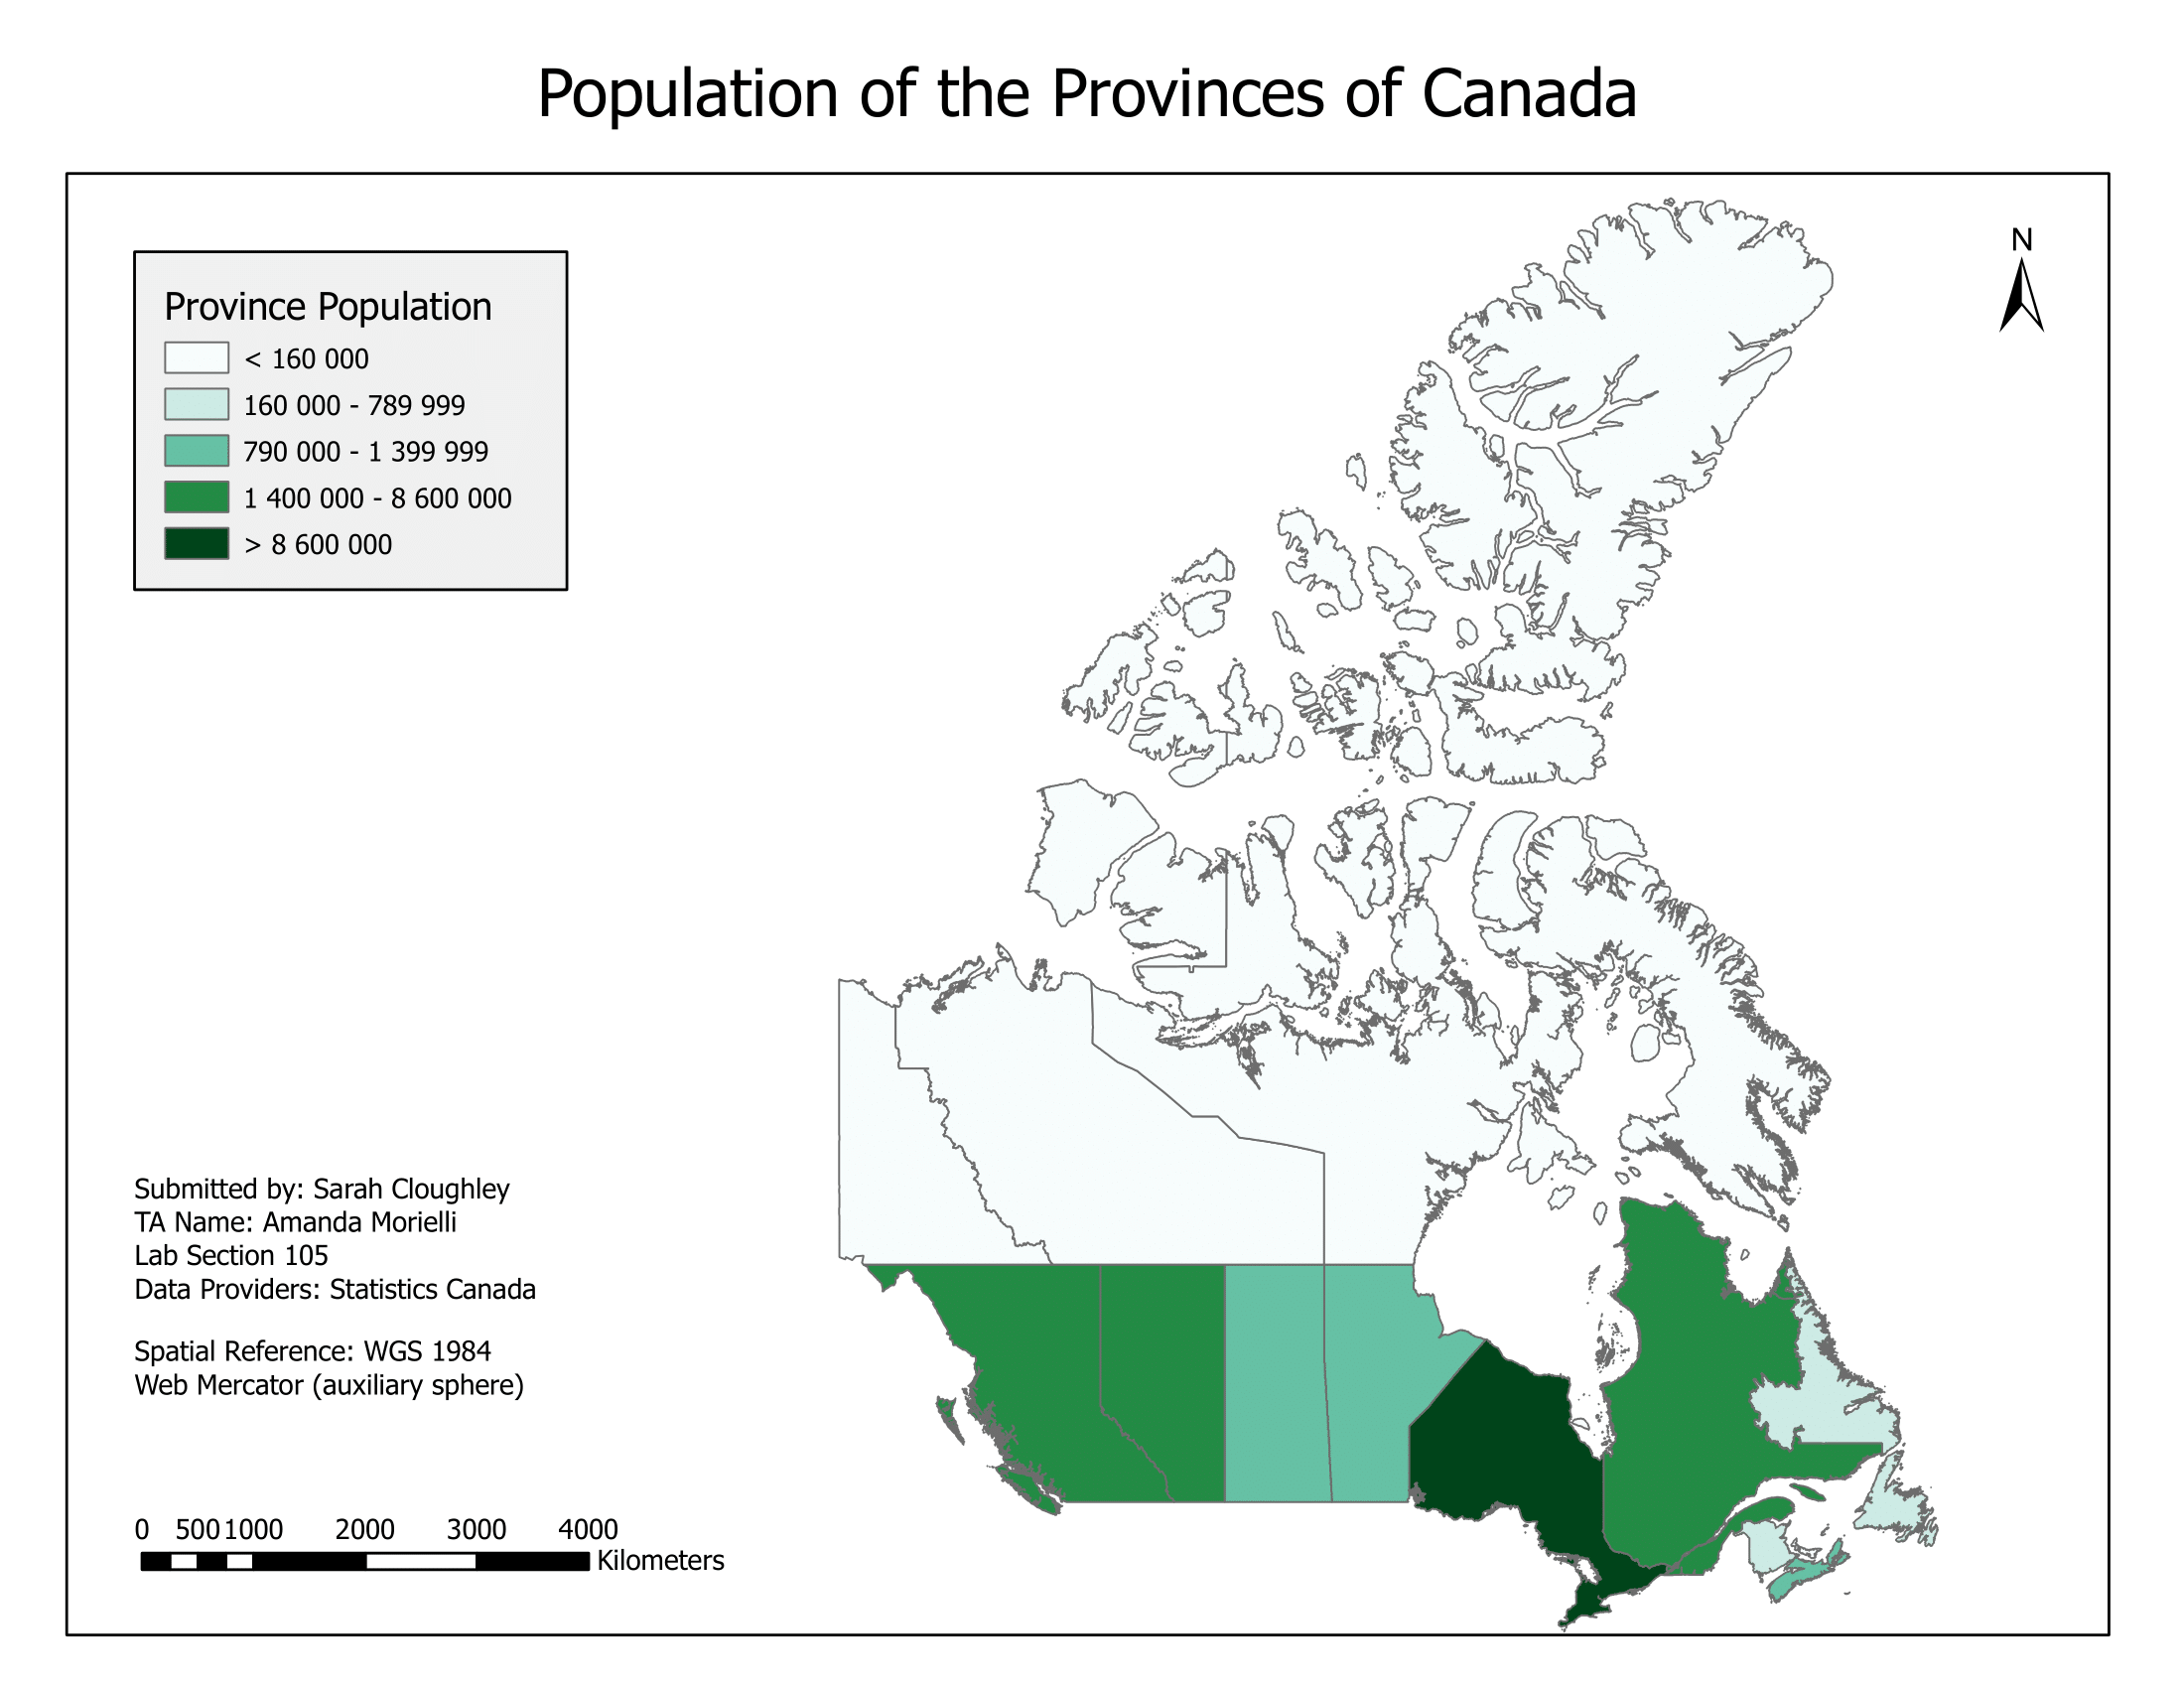 Population of the Provinces of Canada
N
Province Population
< 160 000
160 000 - 789 999
790 000 - 1 399 999
1 400 000 - 8 600 000
> 8 600 000
Submitted by: Sarah Cloughley
TA Name: Amanda Morielli
Lab Section 105
Data Providers: Statistics Canada
Spatial Reference: WGS 1984
Web Mercator (auxiliary sphere)
0 500 1000 2000 3000 4000
Kilometers